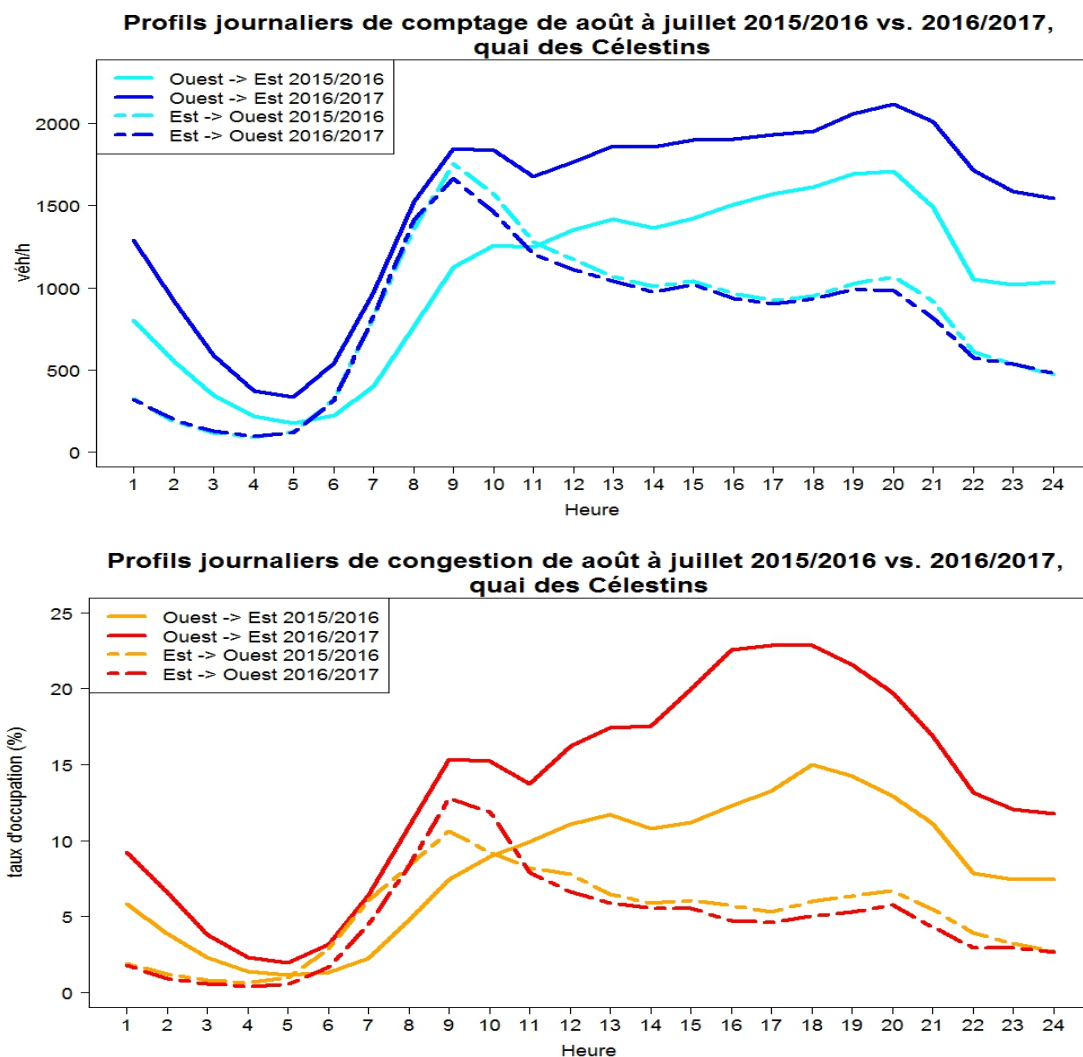 Profils journaliers de comptage de août à juillet 2015/2016 vs. 2016/2017,
quai des Célestins
Ouest -> Est 2015/2016
Ouest -> Est 2016/2017
Est -> Ouest 2015/2016
Est -> Ouest 2016/2017
2000
1500
1000
500
0
véh/h
1 2 3 4 5 6 7 8 9 10 11 12 13 14 15 16 17 18 19 20 21 22 23 24
Heure
Profils journaliers de congestion de août à juillet 2015/2016 vs. 2016/2017,
quai des Célestins
Ouest -> Est 2015/2016
Ouest -> Est 2016/2017
Est -> Ouest 2015/2016
Est -> Ouest 2016/2017
25
20
15
10
5
0
taux d'occupation (%)
1 2 3 4 5 6 7 8 9 10 11 12 13 14 15 16 17 18 19 20 21 22 23 24
Heure